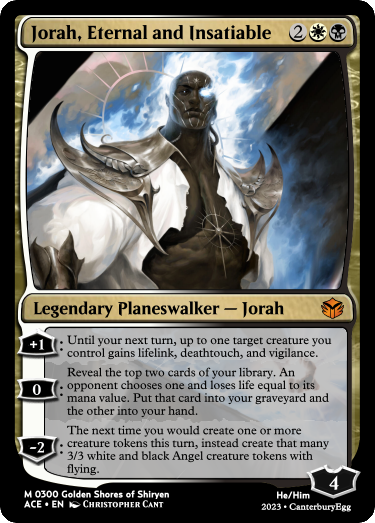 Jorah, Eternal and Insatiable 2
Legendary Planeswalker — Jorah
+1 : Until your next turn, up to one target creature you
control gains lifelink, deathtouch, and vigilance.
Reveal the top two cards of your library. An
0 : opponent chooses one and loses life equal to its
mana value. Put that card into your graveyard and
the other into your hand.
The next time you would create one or more
-2 : creature tokens this turn, instead create that many
3/3 white and black Angel creature tokens with
flying.
4
M 0300 Golden Shores of Shiryen He/Him
ACE • EN Christopher Cant 2023 • CanterburyEgg